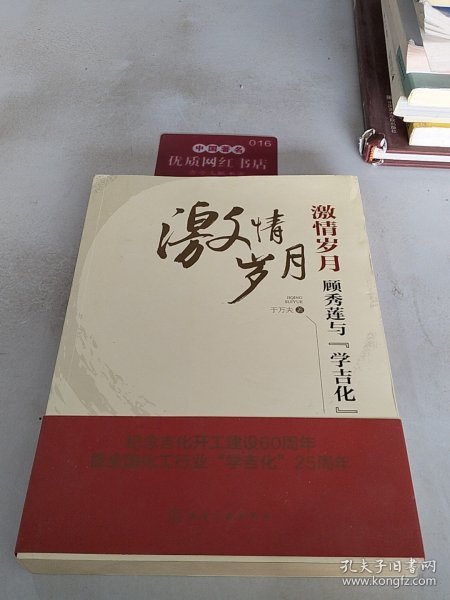 016
中国著名
优质网红书店
激情
岁月
JIQING
SUIYUE
于万夫 著
激情岁月
顾秀莲与『学吉化』
纪念吉化开工建设60周年
暨全国化工行业“学吉化”25周年
孔夫子旧书网
www.kongfz.com